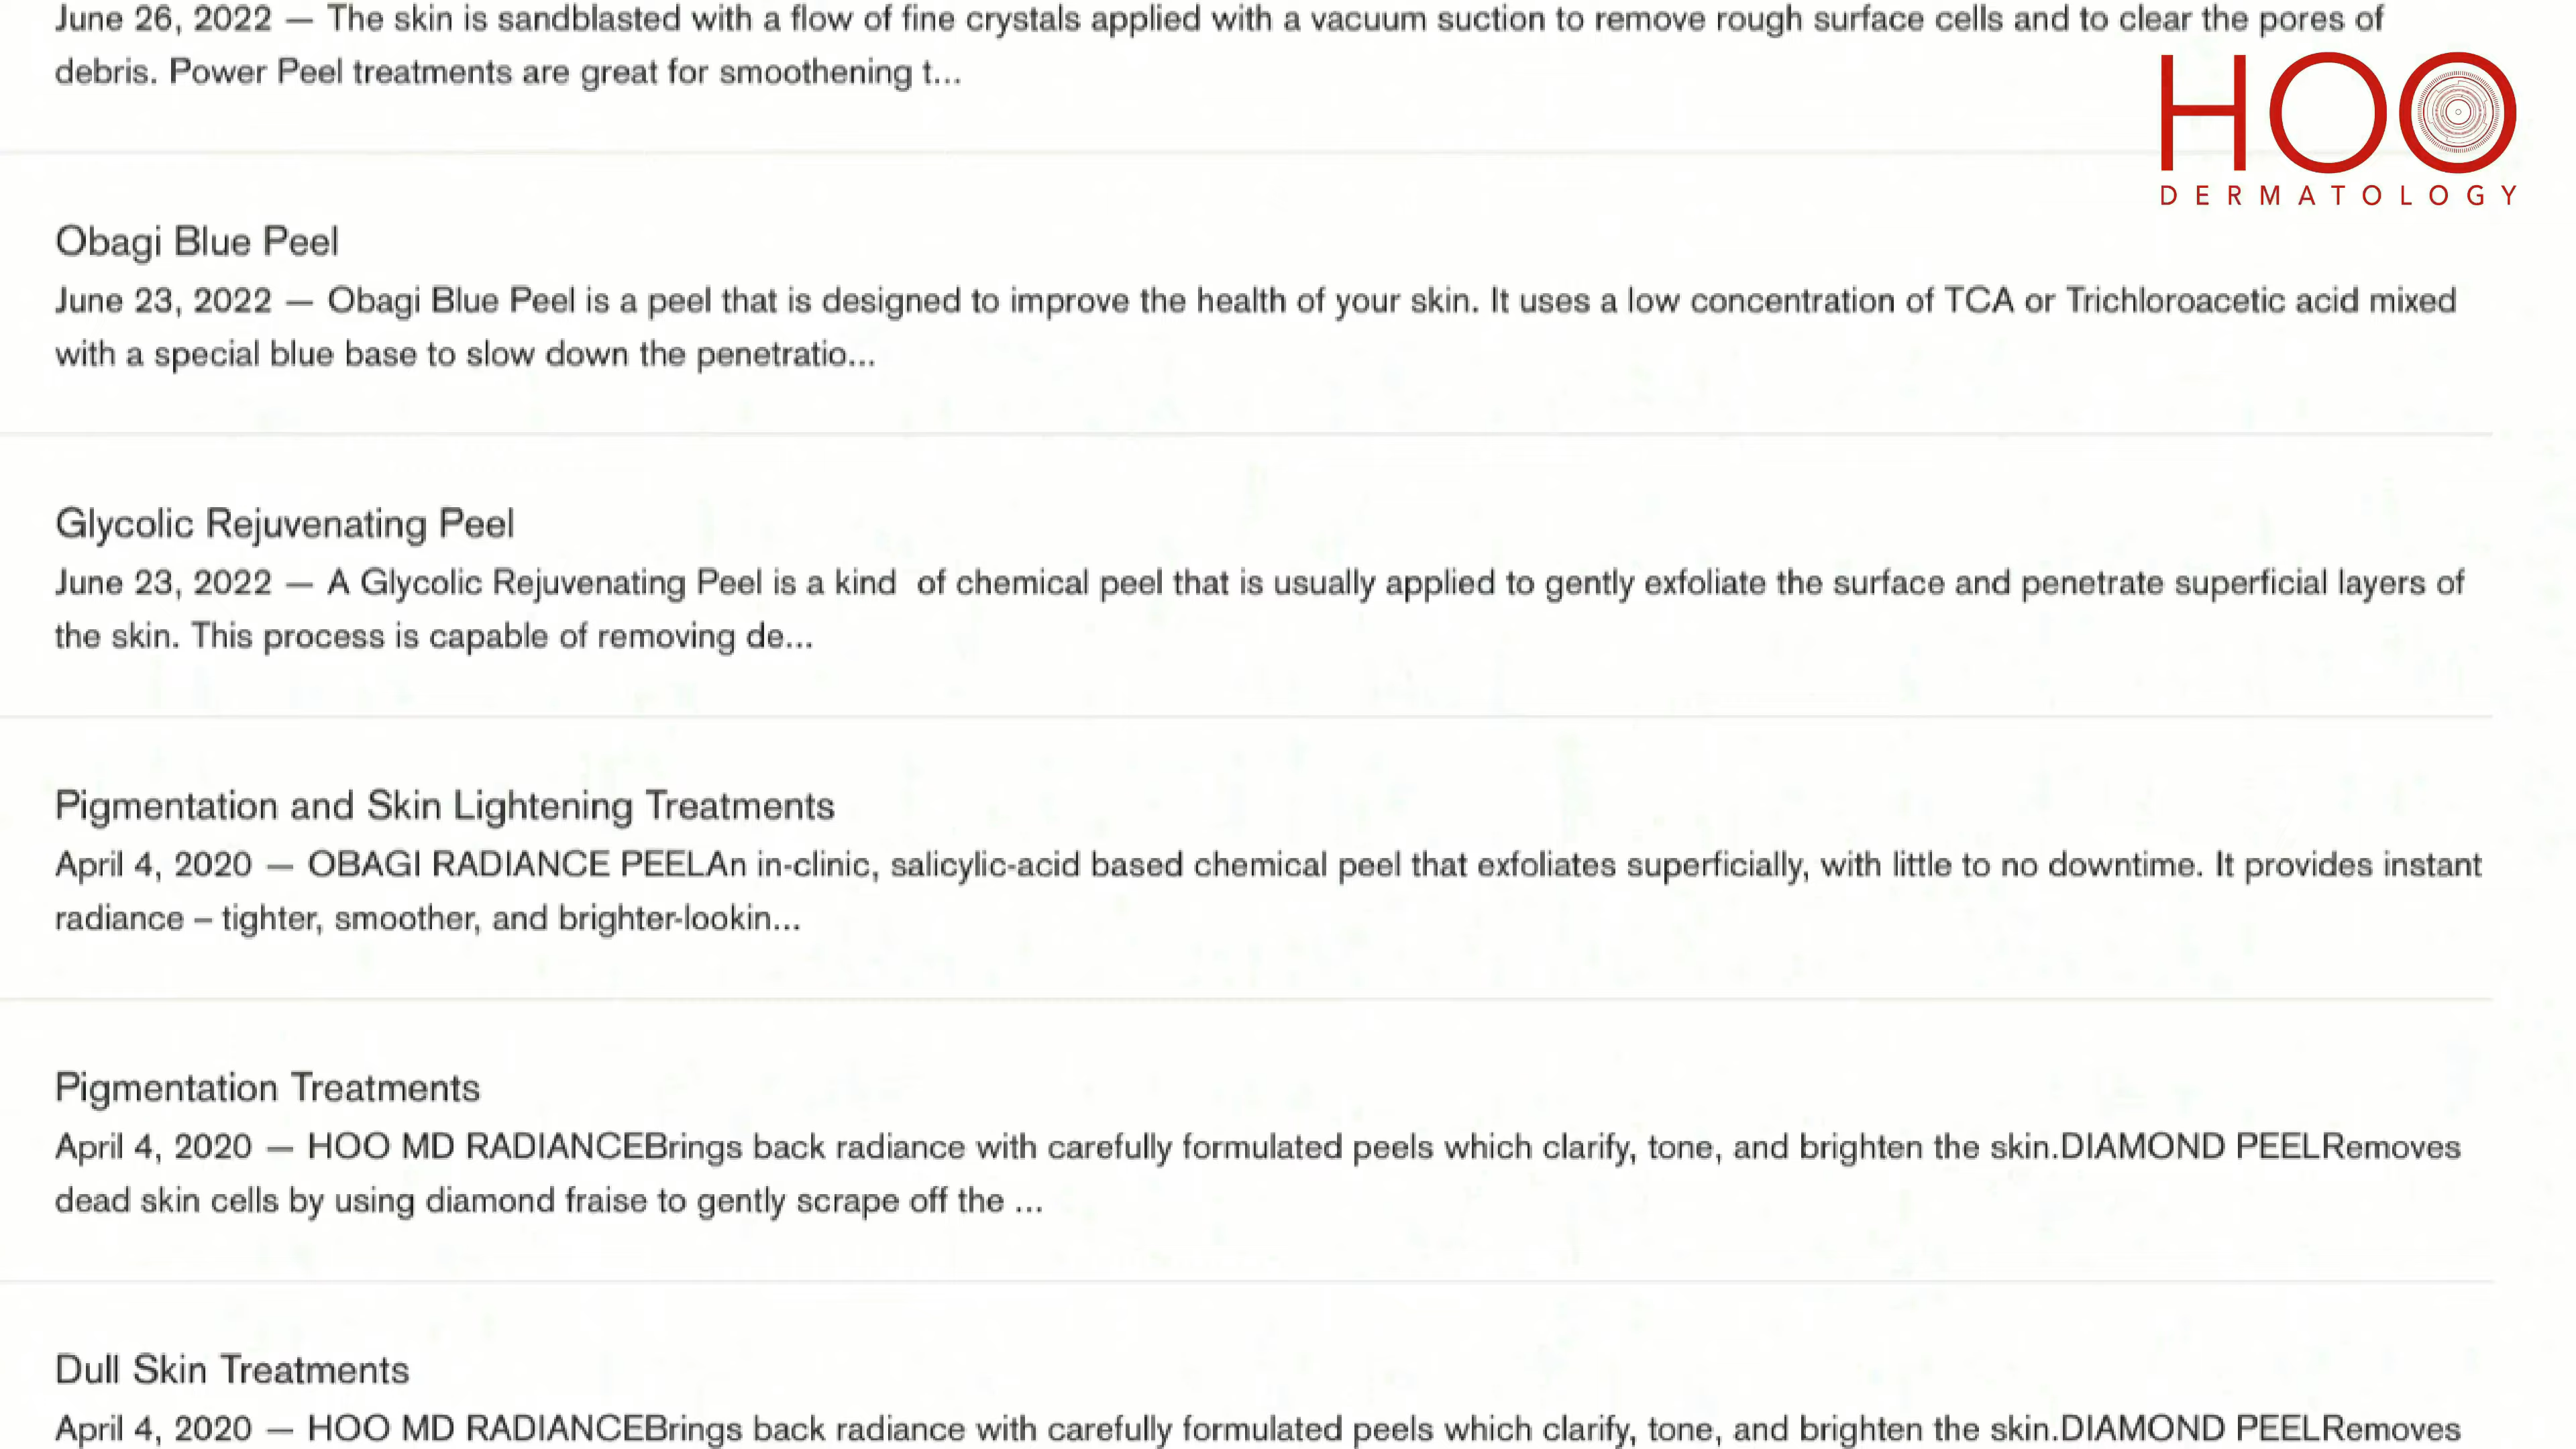 June 26, 2022 — The skin is sandblasted with a flow of fine crystals applied with a vacuum suction to remove rough surface cells and to clear the pores of
debris. Power Peel treatments are great for smoothening t...
HOO
DERMATOLOGY
Obagi Blue Peel
June 23, 2022 — Obagi Blue Peel is a peel that is designed to improve the health of your skin. It uses a low concentration of TCA or Trichloroacetic acid mixed
with a special blue base to slow down the penetratio...
Glycolic Rejuvenating Peel
June 23, 2022 — A Glycolic Rejuvenating Peel is a kind  of chemical peel that is usually applied to gently exfoliate the surface and penetrate superficial layers of
the skin. This process is capable of removing de...
Pigmentation and Skin Lightening Treatments
April 4, 2020 — OBAGI RADIANCE PEELAn in-clinic, salicylic-acid based chemical peel that exfoliates superficially, with little to no downtime. It provides instant
radiance – tighter, smoother, and brighter-lookin...
Pigmentation Treatments
April 4, 2020 — HOO MD RADIANCEBrings back radiance with carefully formulated peels which clarify, tone, and brighten the skin.DIAMOND PEELRemoves
dead skin cells by using diamond fraise to gently scrape off the ...
Dull Skin Treatments
April 4, 2020 — HOO MD RADIANCEBrings back radiance with carefully formulated peels which clarify, tone, and brighten the skin.DIAMOND PEELRemoves